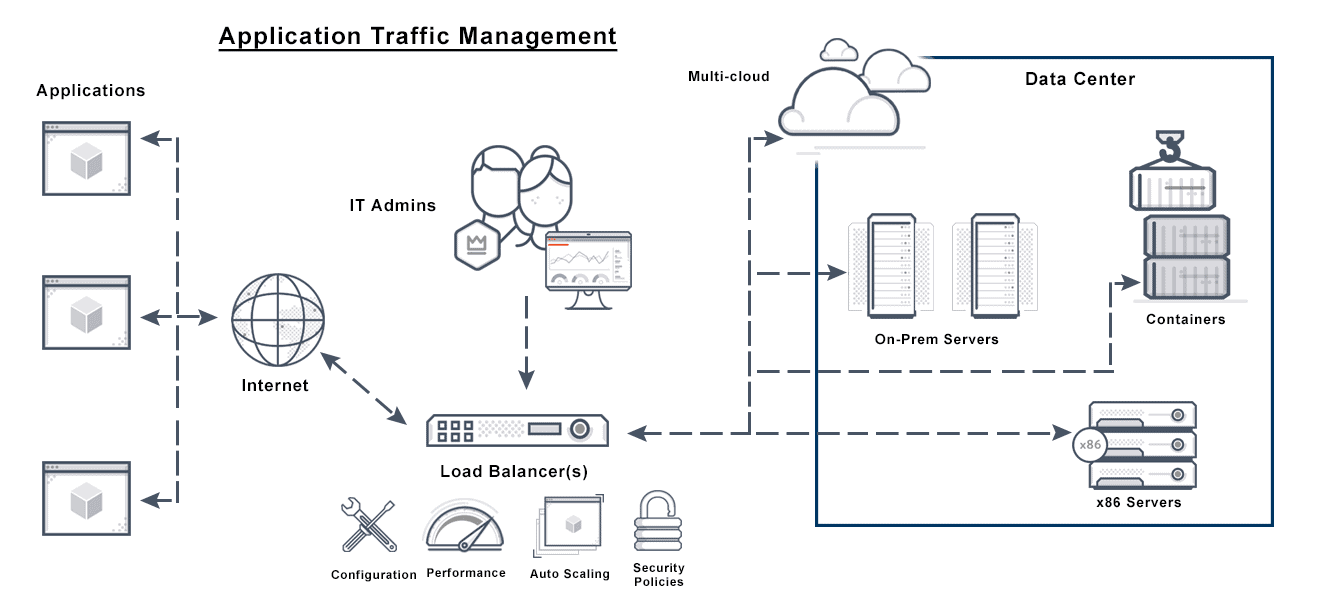 Application Traffic Management
Multi-cloud
Data Center
Applications
IT Admins
On-Prem Servers
Containers
Internet
Load Balancer(s)
x86
x86 Servers
Configuration
Performance
Auto Scaling
Security
Policies